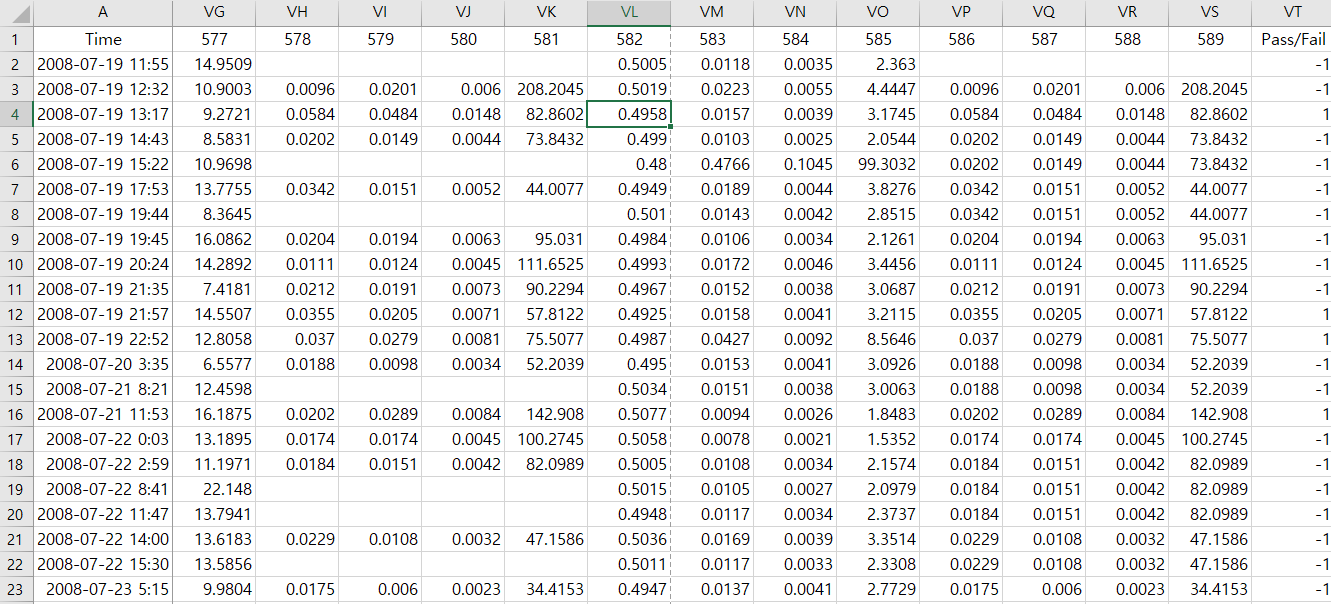 A VG VH VI VJ VK VL VM VN VO VP VQ VR VS VT
1 Time 577 578 579 580 581 582 583 584 585 586 587 588 589 Pass/Fail
2 2008-07-19 11:55 14.9509 0.5005 0.0118 0.0035 2.363 -1
3 2008-07-19 12:32 10.9003 0.0096 0.0201 0.006 208.2045 0.5019 0.0223 0.0055 4.4447 0.0096 0.0201 0.006 208.2045 -1
4 2008-07-19 13:17 9.2721 0.0584 0.0484 0.0148 82.8602 0.4958 0.0157 0.0039 3.1745 0.0584 0.0484 0.0148 82.8602 1
5 2008-07-19 14:43 8.5831 0.0202 0.0149 0.0044 73.8432 0.499 0.0103 0.0025 2.0544 0.0202 0.0149 0.0044 73.8432 -1
6 2008-07-19 15:22 10.9698 0.48 0.4766 0.1045 99.3032 0.0202 0.0149 0.0044 73.8432 -1
7 2008-07-19 17:53 13.7755 0.0342 0.0151 0.0052 44.0077 0.4949 0.0189 0.0044 3.8276 0.0342 0.0151 0.0052 44.0077 -1
8 2008-07-19 19:44 8.3645 0.501 0.0143 0.0042 2.8515 0.0342 0.0151 0.0052 44.0077 -1
9 2008-07-19 19:45 16.0862 0.0204 0.0194 0.0063 95.031 0.4984 0.0106 0.0034 2.1261 0.0204 0.0194 0.0063 95.031 -1
10 2008-07-19 20:24 14.2892 0.0111 0.0124 0.0045 111.6525 0.4993 0.0172 0.0046 3.4456 0.0111 0.0124 0.0045 111.6525 -1
11 2008-07-19 21:35 7.4181 0.0212 0.0191 0.0073 90.2294 0.4967 0.0152 0.0038 3.0687 0.0212 0.0191 0.0073 90.2294 -1
12 2008-07-19 21:57 14.5507 0.0355 0.0205 0.0071 57.8122 0.4925 0.0158 0.0041 3.2115 0.0355 0.0205 0.0071 57.8122 1
13 2008-07-19 22:52 12.8058 0.037 0.0279 0.0081 75.5077 0.4987 0.0427 0.0092 8.5646 0.037 0.0279 0.0081 75.5077 1
14 2008-07-20 3:35 6.5577 0.0188 0.0098 0.0034 52.2039 0.495 0.0153 0.0041 3.0926 0.0188 0.0098 0.0034 52.2039 -1
15 2008-07-21 8:21 12.4598 0.5034 0.0151 0.0038 3.0063 0.0188 0.0098 0.0034 52.2039 -1
16 2008-07-21 11:53 16.1875 0.0202 0.0289 0.0084 142.908 0.5077 0.0094 0.0026 1.8483 0.0202 0.0289 0.0084 142.908 1
17 2008-07-22 0:03 13.1895 0.0174 0.0174 0.0045 100.2745 0.5058 0.0078 0.0021 1.5352 0.0174 0.0174 0.0045 100.2745 -1
18 2008-07-22 2:59 11.1971 0.0184 0.0151 0.0042 82.0989 0.5005 0.0108 0.0034 2.1574 0.0184 0.0151 0.0042 82.0989 -1
19 2008-07-22 8:41 22.148 0.5015 0.0105 0.0027 2.0979 0.0184 0.0151 0.0042 82.0989 -1
20 2008-07-22 11:47 13.7941 0.4948 0.0117 0.0034 2.3737 0.0184 0.0151 0.0042 82.0989 -1
21 2008-07-22 14:00 13.6183 0.0229 0.0108 0.0032 47.1586 0.5036 0.0169 0.0039 3.3514 0.0229 0.0108 0.0032 47.1586 -1
22 2008-07-22 15:30 13.5856 0.5011 0.0117 0.0033 2.3308 0.0229 0.0108 0.0032 47.1586 -1
23 2008-07-23 5:15 9.9804 0.0175 0.006 0.0023 34.4153 0.4947 0.0137 0.0041 2.7729 0.0175 0.006 0.0023 34.4153 -1